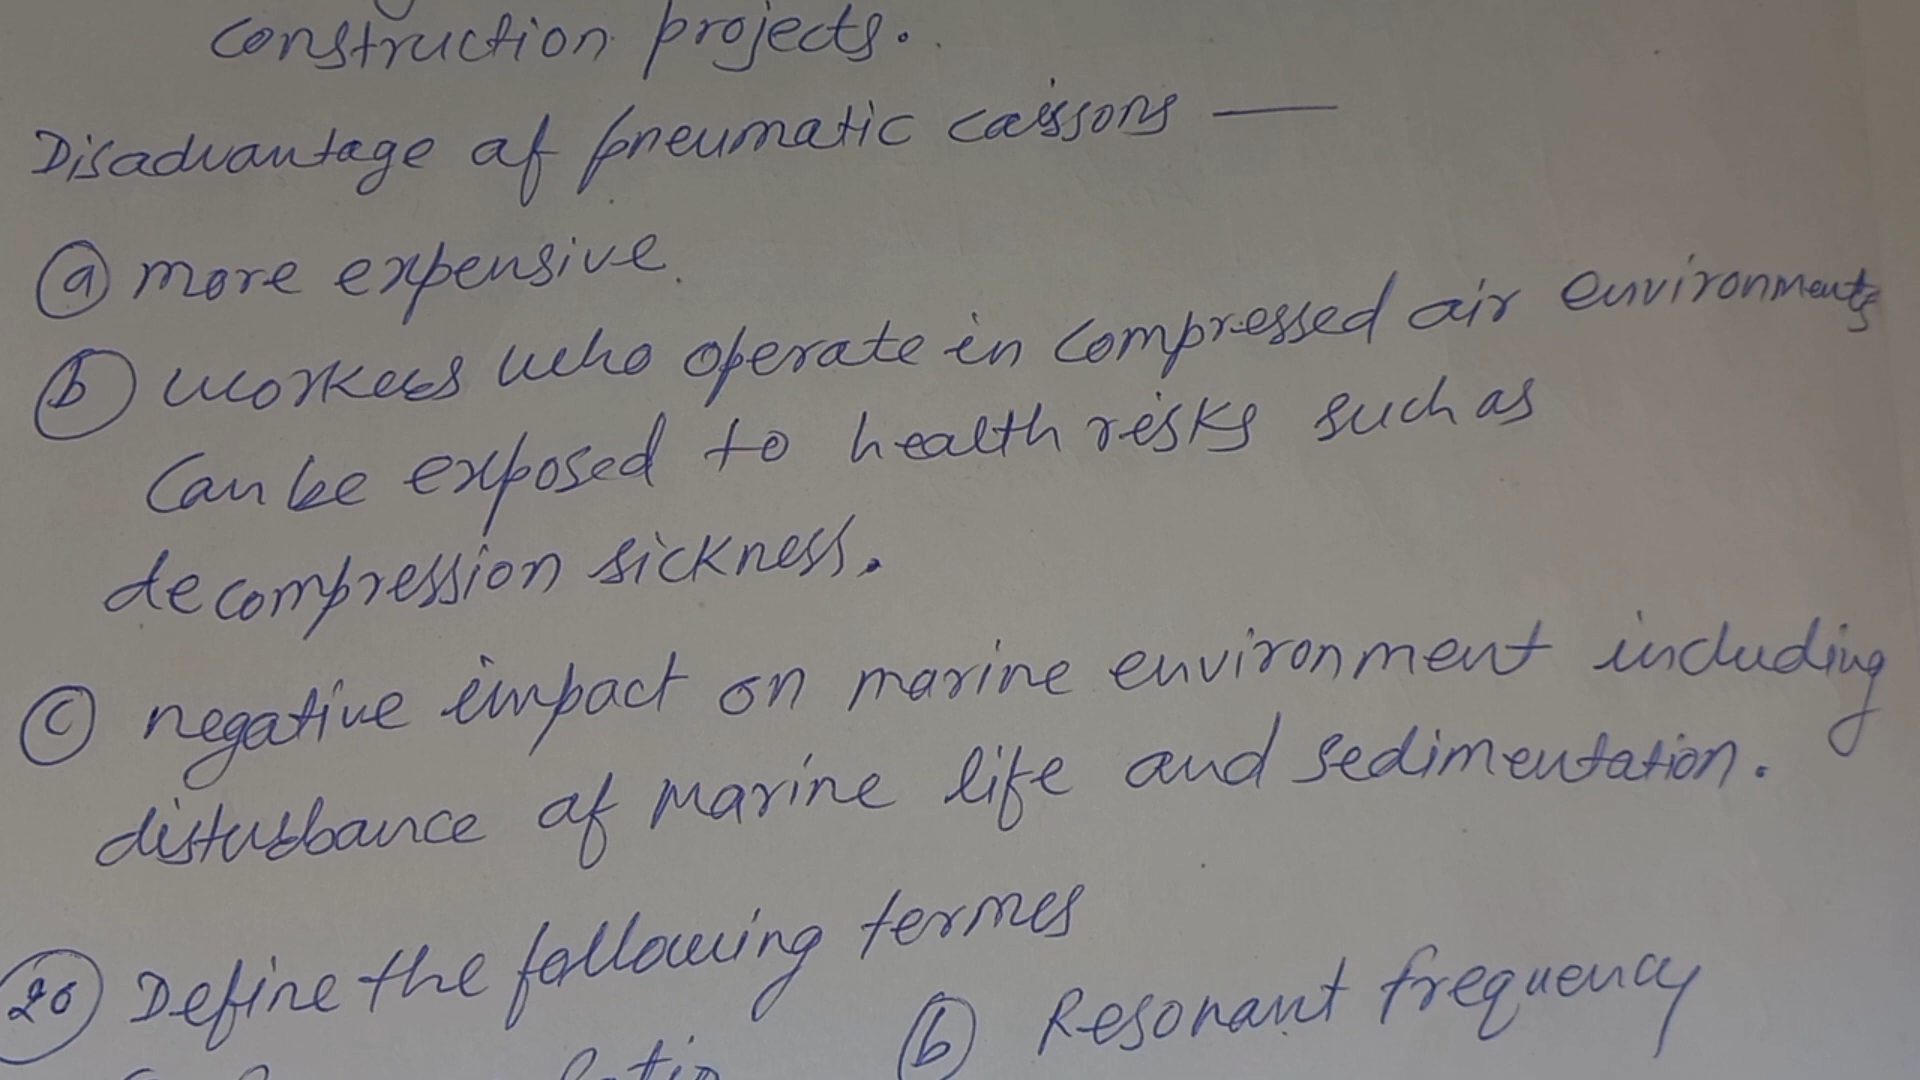 construction projects.
Disadvantage of pneumatic caissons —
(a) more expensive.
(b) workers who operate in compressed air environments
can be exposed to health risks such as
decompression sickness.
(c) negative impact on marine environment including
disturbance of marine life and sedimentation.
(20) Define the following termes
(b) Resonant frequency